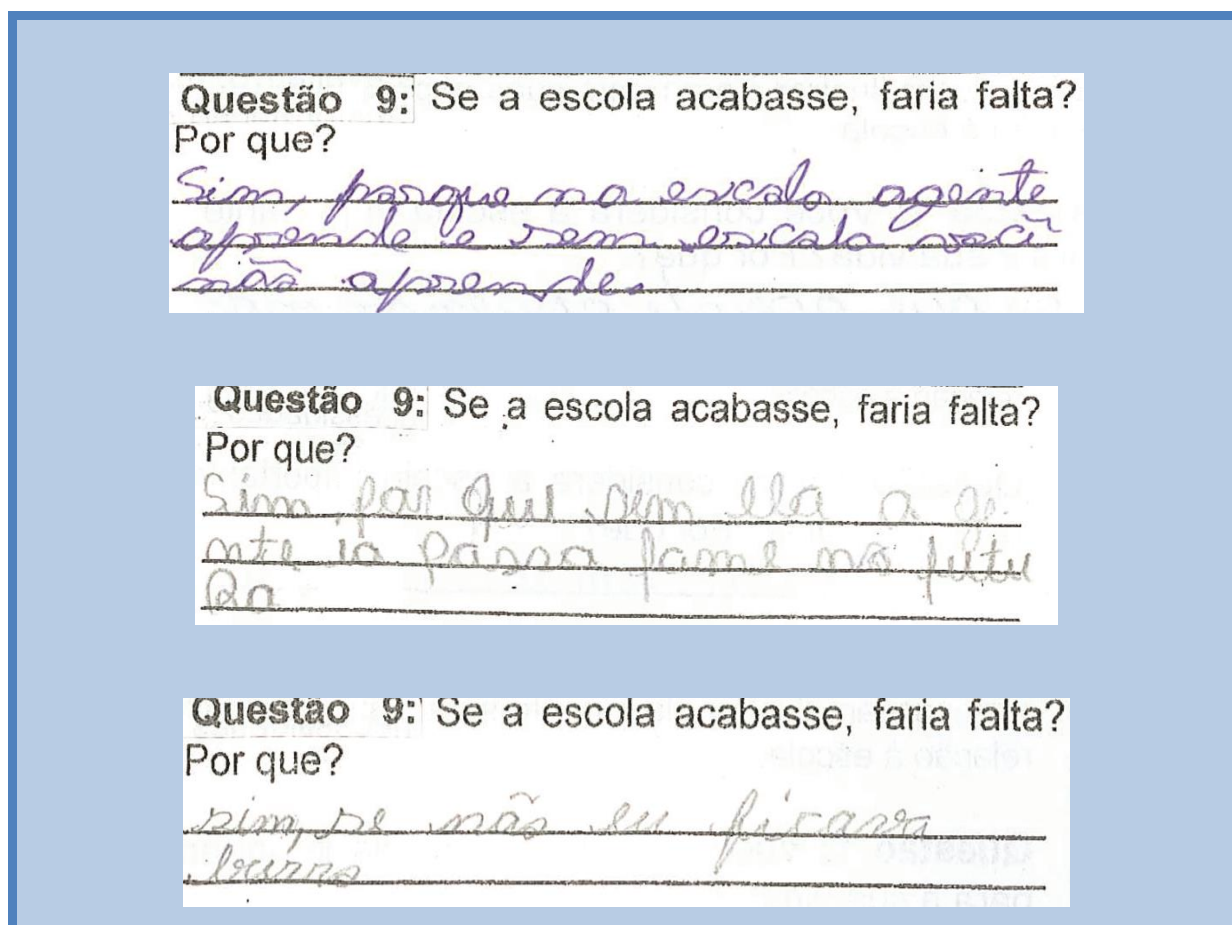 Questão 9: Se a escola acabasse, faria falta?
Por que?
Sim, porque na escola agente
aprende e sem escola você
não aprende.
Questão 9: Se a escola acabasse, faria falta?
Por que?
Sim por qui sem ela a ge
nte ia passa fome no futu
Ro
Questão 9: Se a escola acabasse, faria falta?
Por que?
sim, se não eu ficava
burro